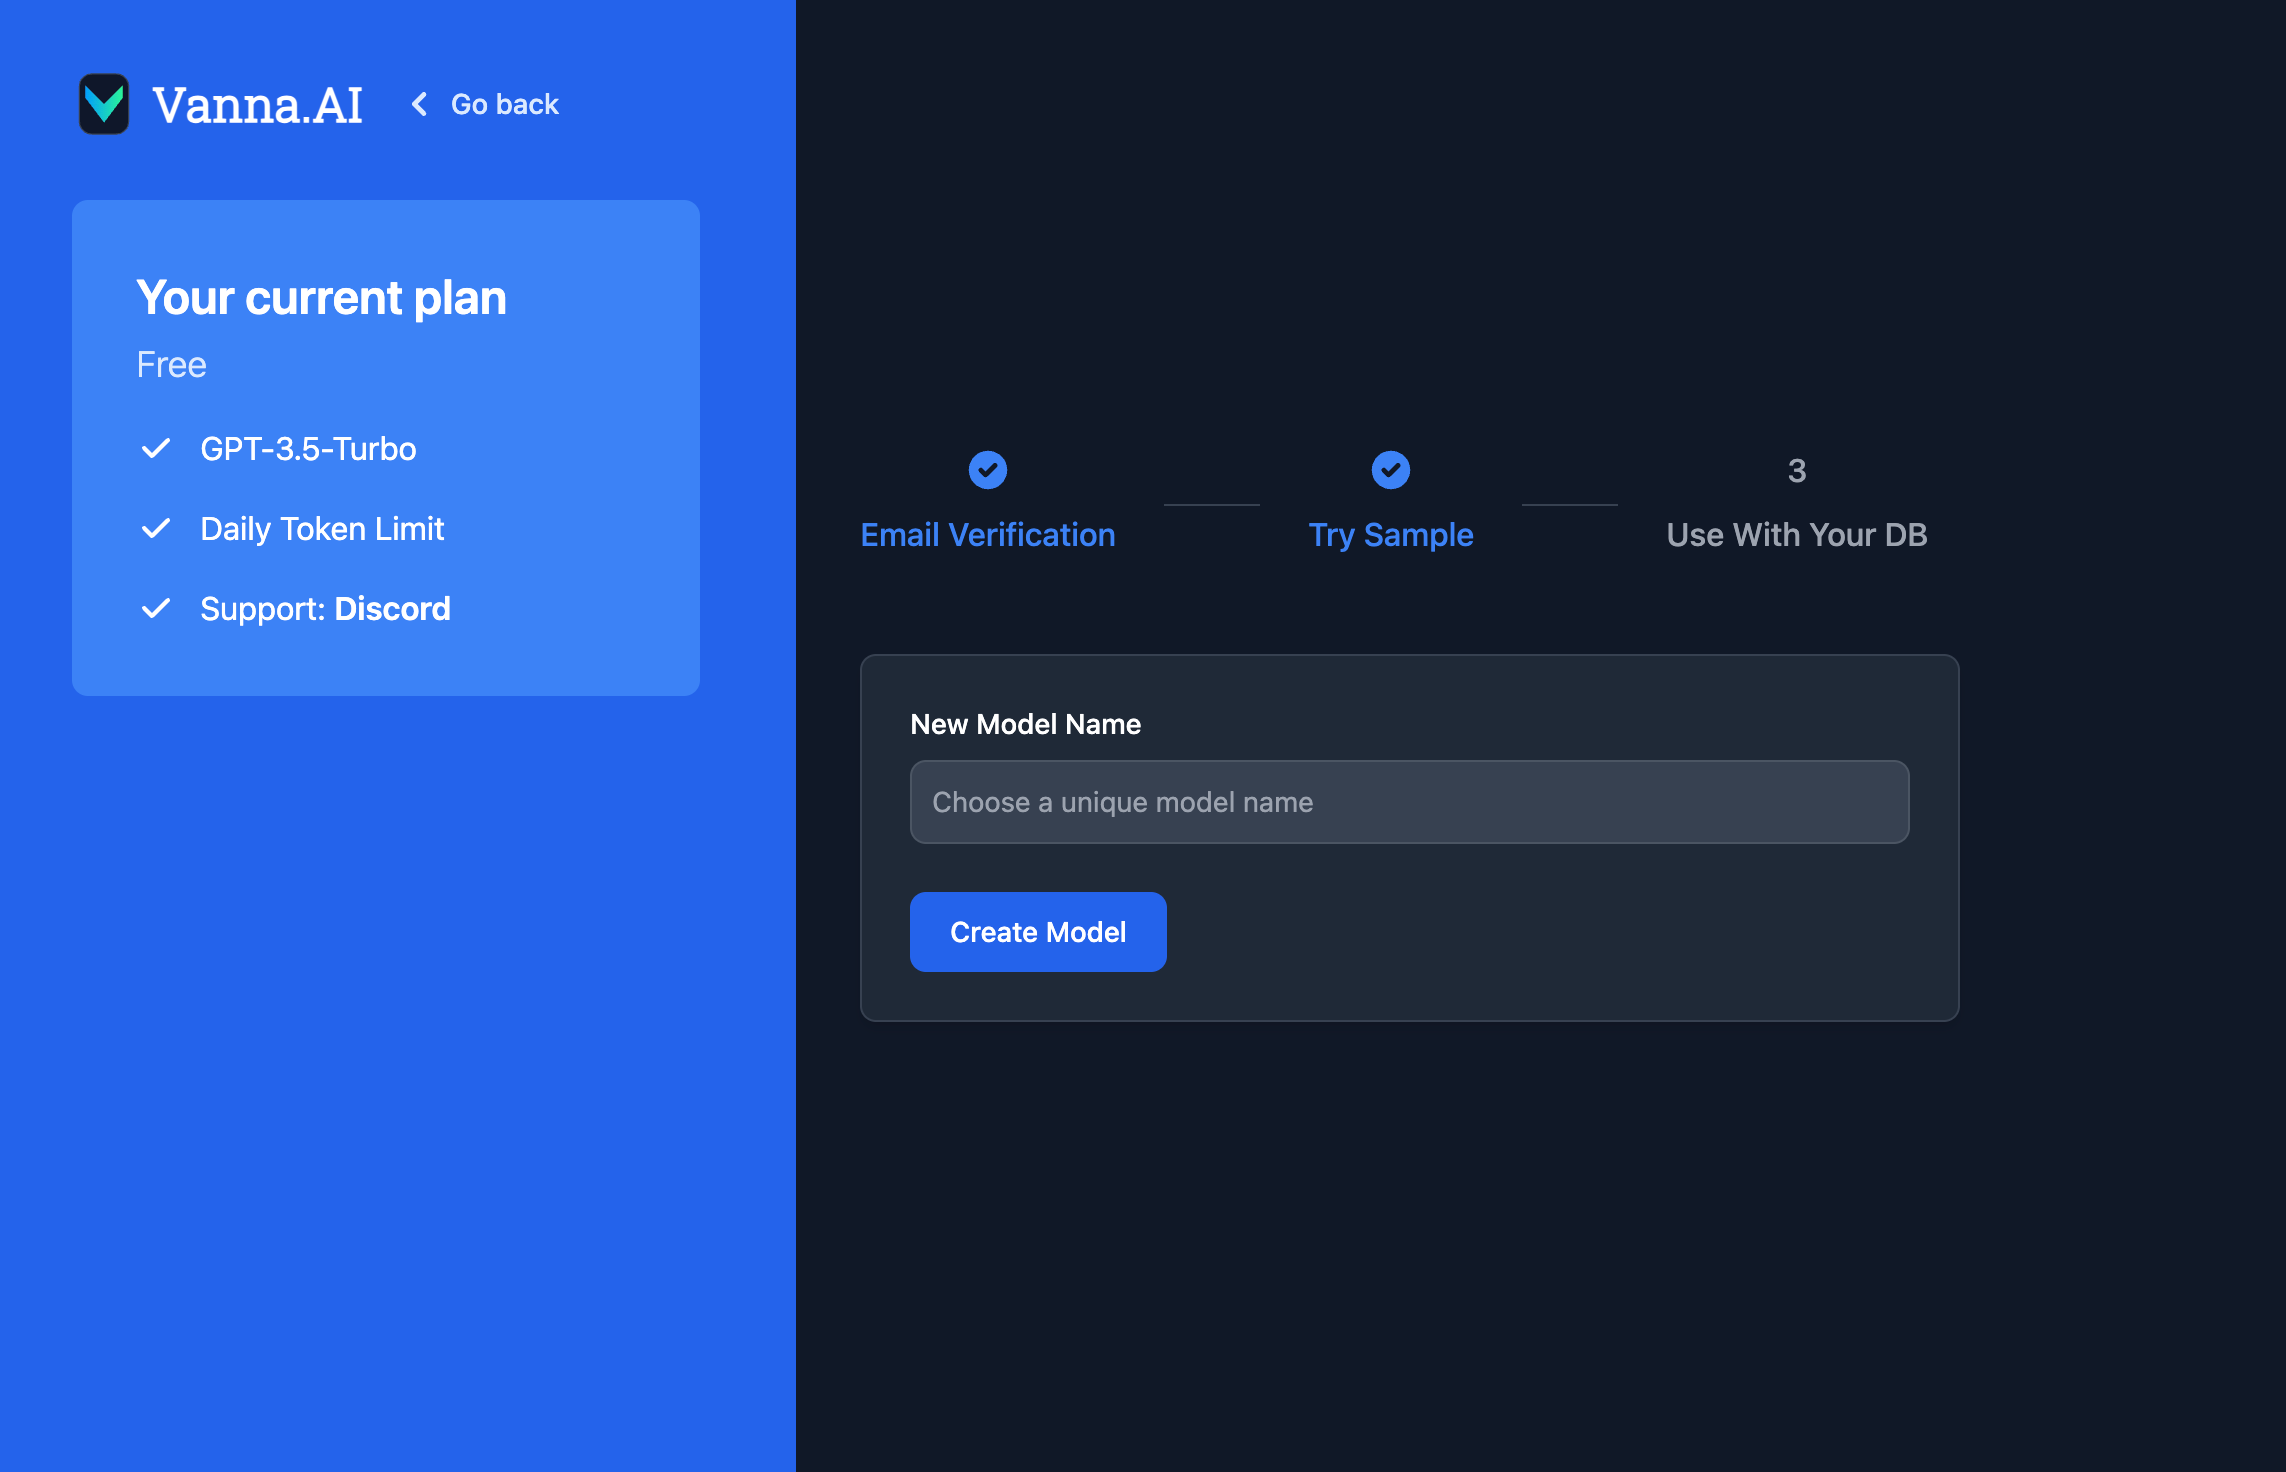 Vanna.AI
Go back
Your current plan
Free
GPT-3.5-Turbo
Daily Token Limit
Support: Discord
3
Email Verification
Try Sample
Use With Your DB
New Model Name
Choose a unique model name
Create Model